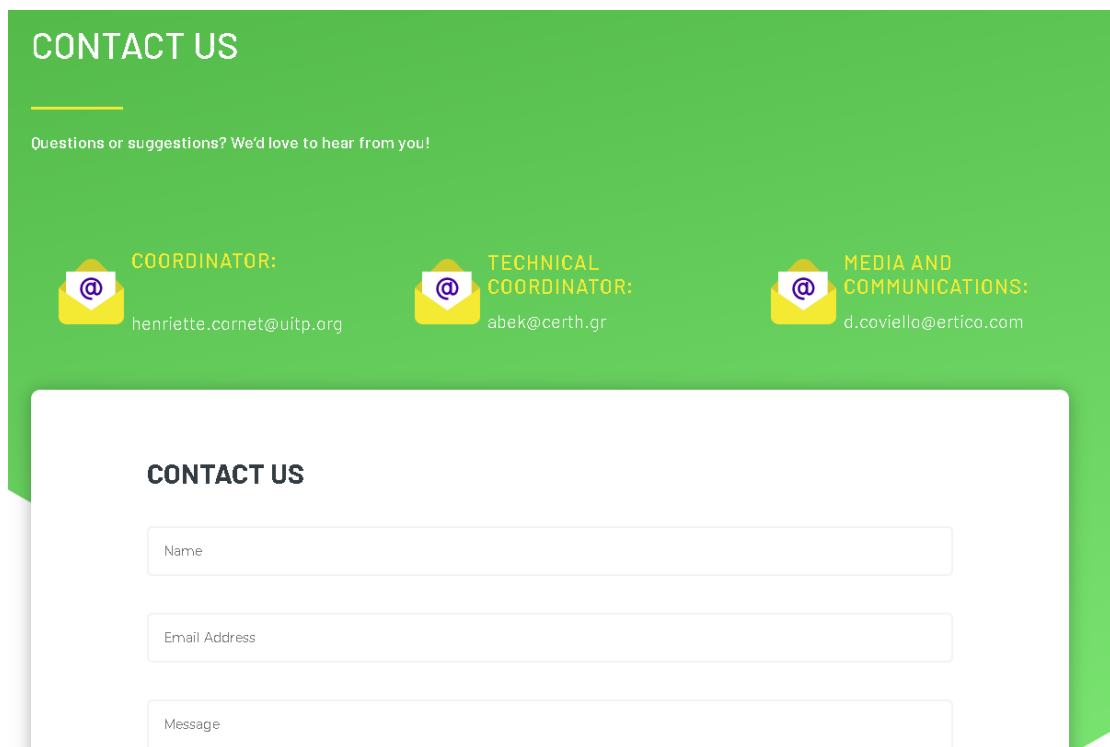 CONTACT US
Questions or suggestions? We'd love to hear from you!
@
COORDINATOR:
henriette.cornet@uitp.org
@
TECHNICAL
COORDINATOR:
abek@certh.gr
@
MEDIA AND
COMMUNICATIONS:
d.coviello@ertico.com
CONTACT US
Name
Email Address
Message